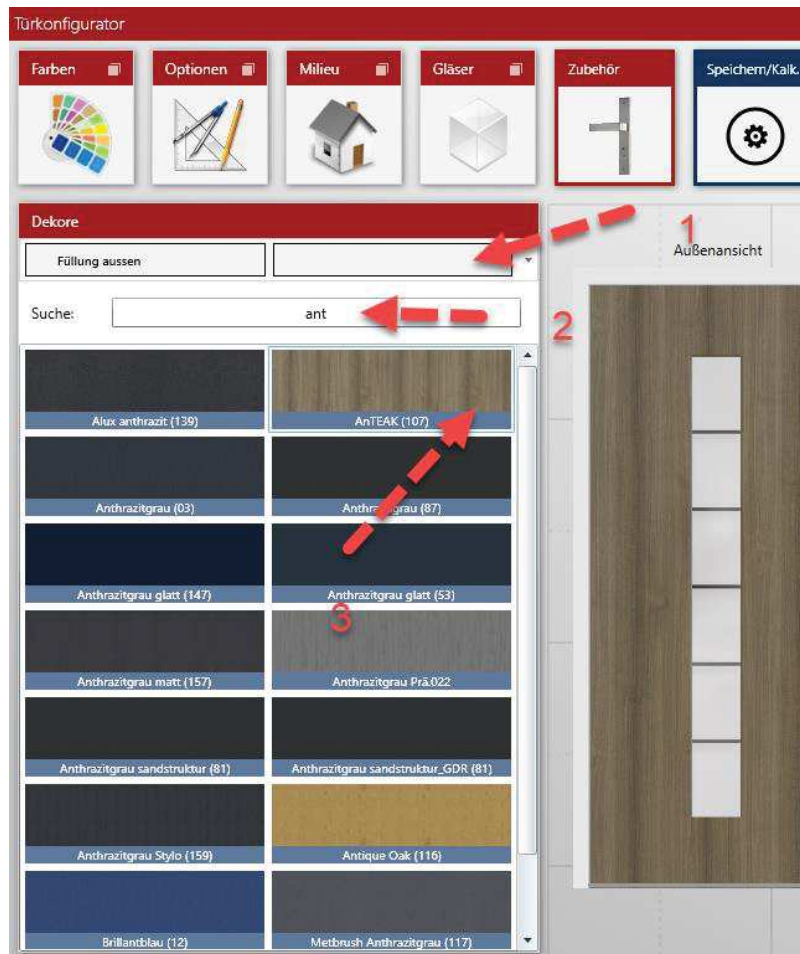 Türkonfigurator
Farben
Optionen
Milieu
Gläser
Zubehör
Speichern/Kalk.
Dekore
Füllung aussen
1
Außenansicht
Suche:
ant
2
Alux anthrazit (139)
AnTEAK (107)
Anthrazitgrau (03)
Anthrazitgrau (87)
Anthrazitgrau glatt (147)
Anthrazitgrau glatt (53)
3
Anthrazitgrau matt (157)
Anthrazitgrau Prä.022
Anthrazitgrau sandstruktur (81)
Anthrazitgrau sandstruktur_GDR (81)
Anthrazitgrau Stylo (159)
Antique Oak (116)
Brillantblau (12)
Metbrush Anthrazitgrau (117)